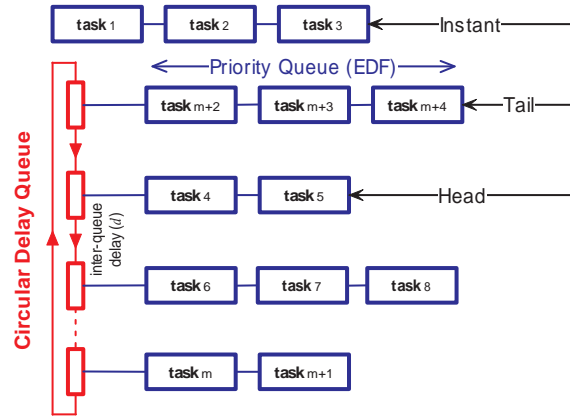 task 1 task 2 task 3 Instant
Priority Queue (EDF)
task m+2 task m+3 task m+4 Tail
task 4 task 5 Head
inter-queue
delay (d)
task 6 task 7 task 8
task m task m+1
Circular Delay Queue